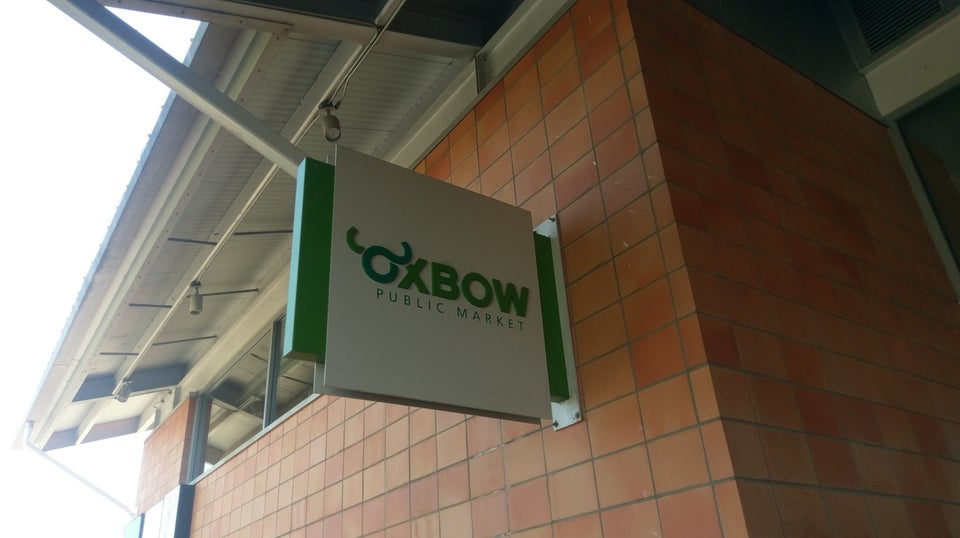 OXBOW
PUBLIC MARKET